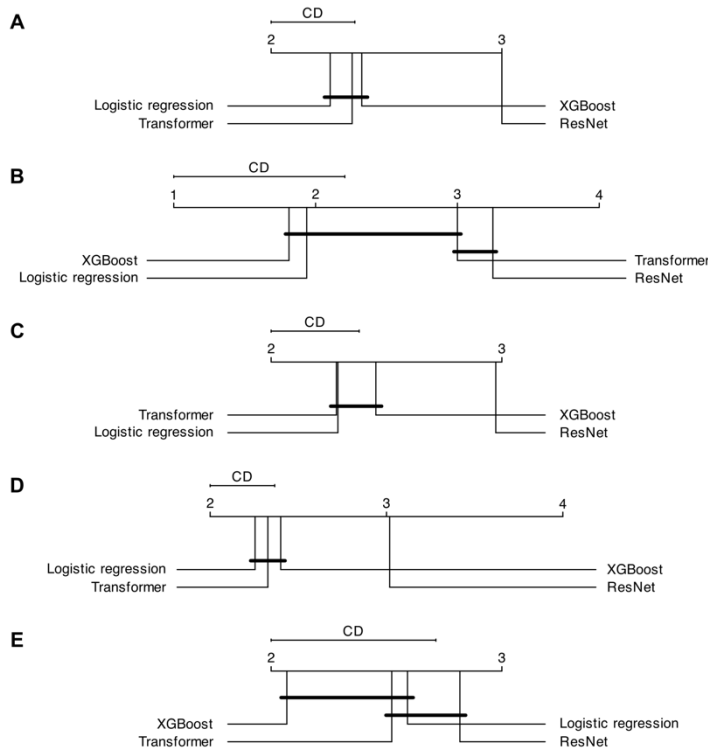 A
CD
2 3
Logistic regression XGBoost
Transformer ResNet
B
CD
1 2 3 4
XGBoost Transformer
Logistic regression ResNet
C
CD
2 3
Transformer XGBoost
Logistic regression ResNet
D
CD
2 3 4
Logistic regression XGBoost
Transformer ResNet
E
CD
2 3
XGBoost Logistic regression
Transformer ResNet